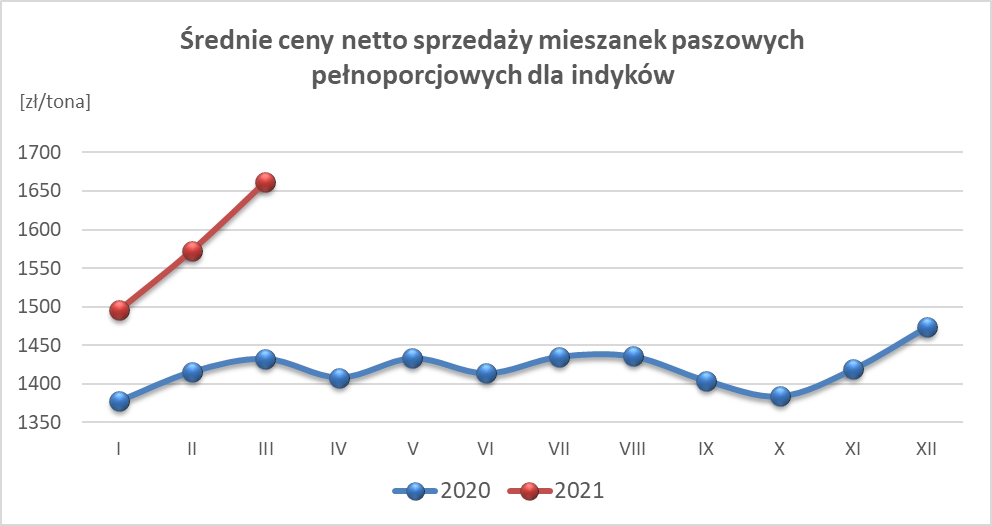 Średnie ceny netto sprzedaży mieszanek paszowych
pełnoporcjowych dla indyków
[zł/tona]
1700
1650
1600
1550
1500
1450
1400
1350
I II III IV V VI VII VIII IX X XI XII
2020 2021